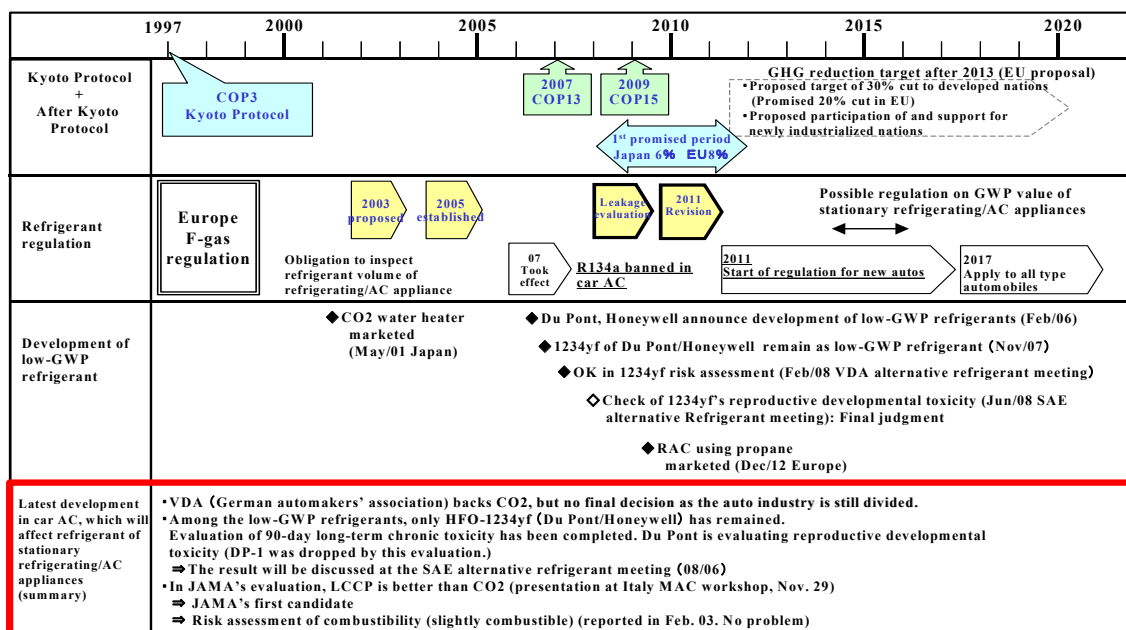 1997 2000 2005 2010 2015 2020
Kyoto Protocol
+
After Kyoto
Protocol
COP3
Kyoto Protocol
2007
COP13
2009
COP15
1st promised period
Japan 6% EU8%
GHG reduction target after 2013 (EU proposal)
・Proposed target of 30% cut to developed nations
(Promised 20% cut in EU)
・Proposed participation of and support for
newly industrialized nations
Refrigerant
regulation
Europe
F-gas
regulation
2003
proposed
2005
established
Leakage
evaluation
2011
Revision
Possible regulation on GWP value of
stationary refrigerating/AC appliances
Obligation to inspect
refrigerant volume of
refrigerating/AC appliance
07
Took
effect
R134a banned in
car AC
2011
Start of regulation for new autos
2017
Apply to all type
automobiles
Development of
low-GWP
refrigerant
◆CO2 water heater
marketed
(May/01 Japan)
◆Du Pont, Honeywell announce development of low-GWP refrigerants (Feb/06)
◆1234yf of Du Pont/Honeywell remain as low-GWP refrigerant (Nov/07)
◆OK in 1234yf risk assessment (Feb/08 VDA alternative refrigerant meeting)
◇Check of 1234yf's reproductive developmental toxicity (Jun/08 SAE
alternative Refrigerant meeting): Final judgment
◆RAC using propane
marketed (Dec/12 Europe)
Latest development
in car AC, which will
affect refrigerant of
stationary
refrigerating/AC
appliances
(summary)
・VDA (German automakers' association) backs CO2, but no final decision as the auto industry is still divided.
・Among the low-GWP refrigerants, only HFO-1234yf (Du Pont/Honeywell) has remained.
Evaluation of 90-day long-term chronic toxicity has been completed. Du Pont is evaluating reproductive developmental
toxicity (DP-1 was dropped by this evaluation.)
⇒ The result will be discussed at the SAE alternative refrigerant meeting (08/06)
・In JAMA's evaluation, LCCP is better than CO2 (presentation at Italy MAC workshop, Nov. 29)
⇒ JAMA's first candidate
⇒ Risk assessment of combustibility (slightly combustible) (reported in Feb. 03. No problem)